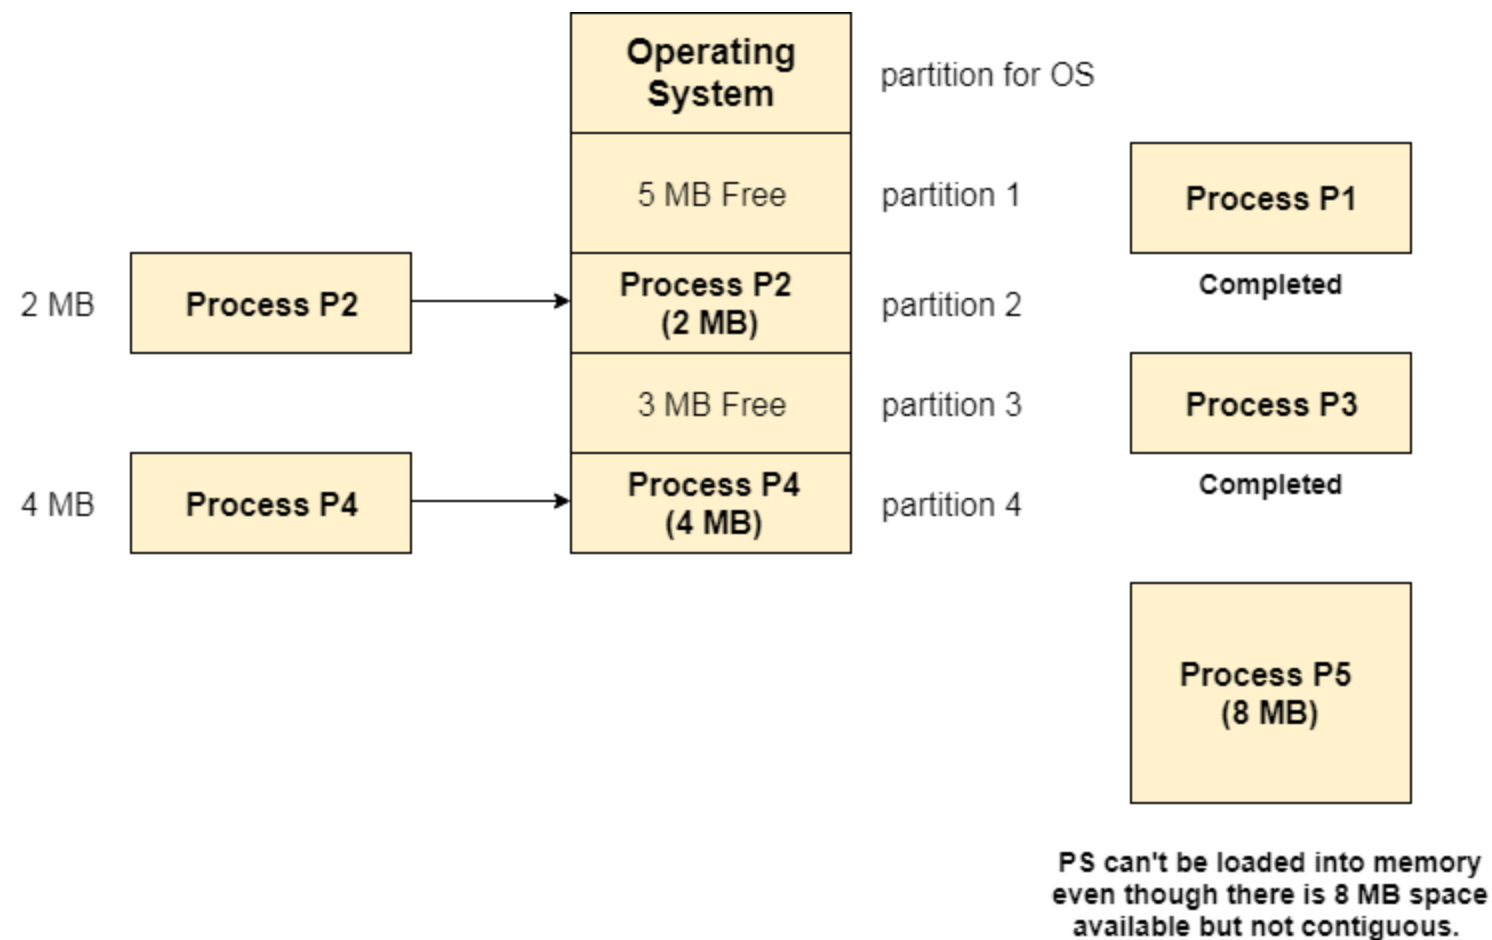 Operating
System
partition for OS
5 MB Free
partition 1
Process P1
Completed
2 MB
Process P2
Process P2
(2 MB)
partition 2
3 MB Free
partition 3
Process P3
Completed
4 MB
Process P4
Process P4
(4 MB)
partition 4
Process P5
(8 MB)
PS can't be loaded into memory
even though there is 8 MB space
available but not contiguous.